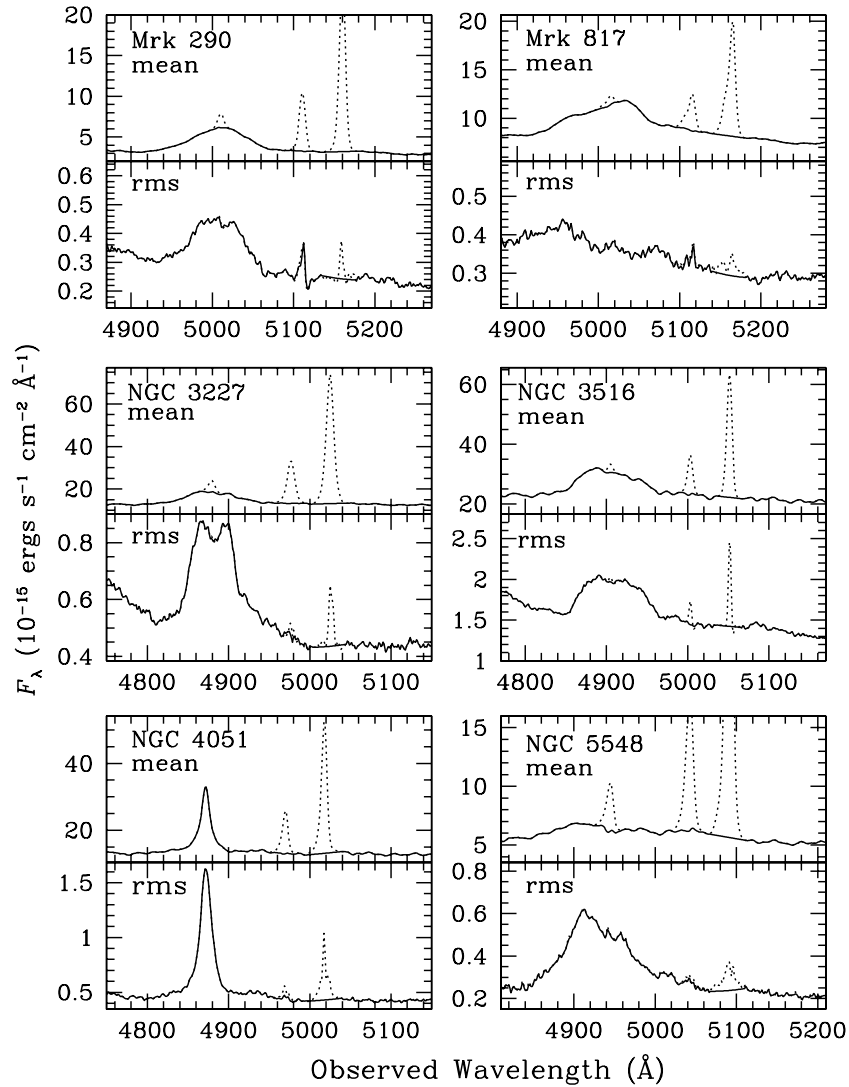 Mrk 290
mean
20
15
10
5
rms
0.6
0.5
0.4
0.3
0.2
4900 5000 5100 5200
Mrk 817
mean
20
15
10
rms
0.5
0.4
0.3
4900 5000 5100 5200
NGC 3227
mean
60
40
20
rms
0.8
0.6
0.4
4800 4900 5000 5100
NGC 3516
mean
60
40
20
rms
2.5
2
1.5
1
4800 4900 5000 5100
NGC 4051
mean
40
20
rms
1.5
1
0.5
4800 4900 5000 5100
NGC 5548
mean
15
10
5
rms
0.8
0.6
0.4
0.2
4900 5000 5100 5200
Fλ (10⁻¹⁵ ergs s⁻¹ cm⁻² Å⁻¹)
Observed Wavelength (Å)